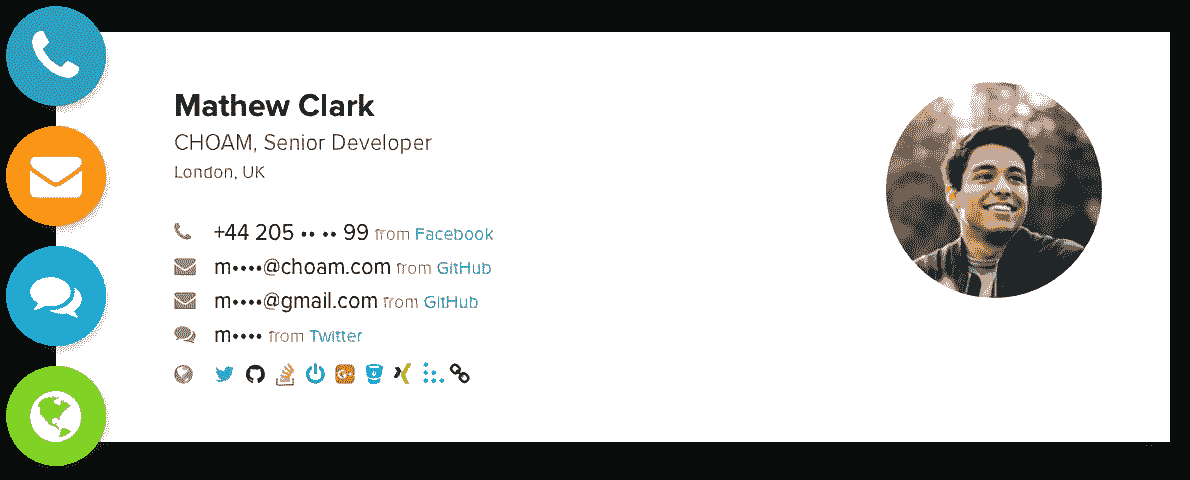 Mathew Clark
CHOAM, Senior Developer
London, UK
+44 205 •• •• 99 from Facebook
m••••@choam.com from GitHub
m••••@gmail.com from GitHub
m•••• from Twitter